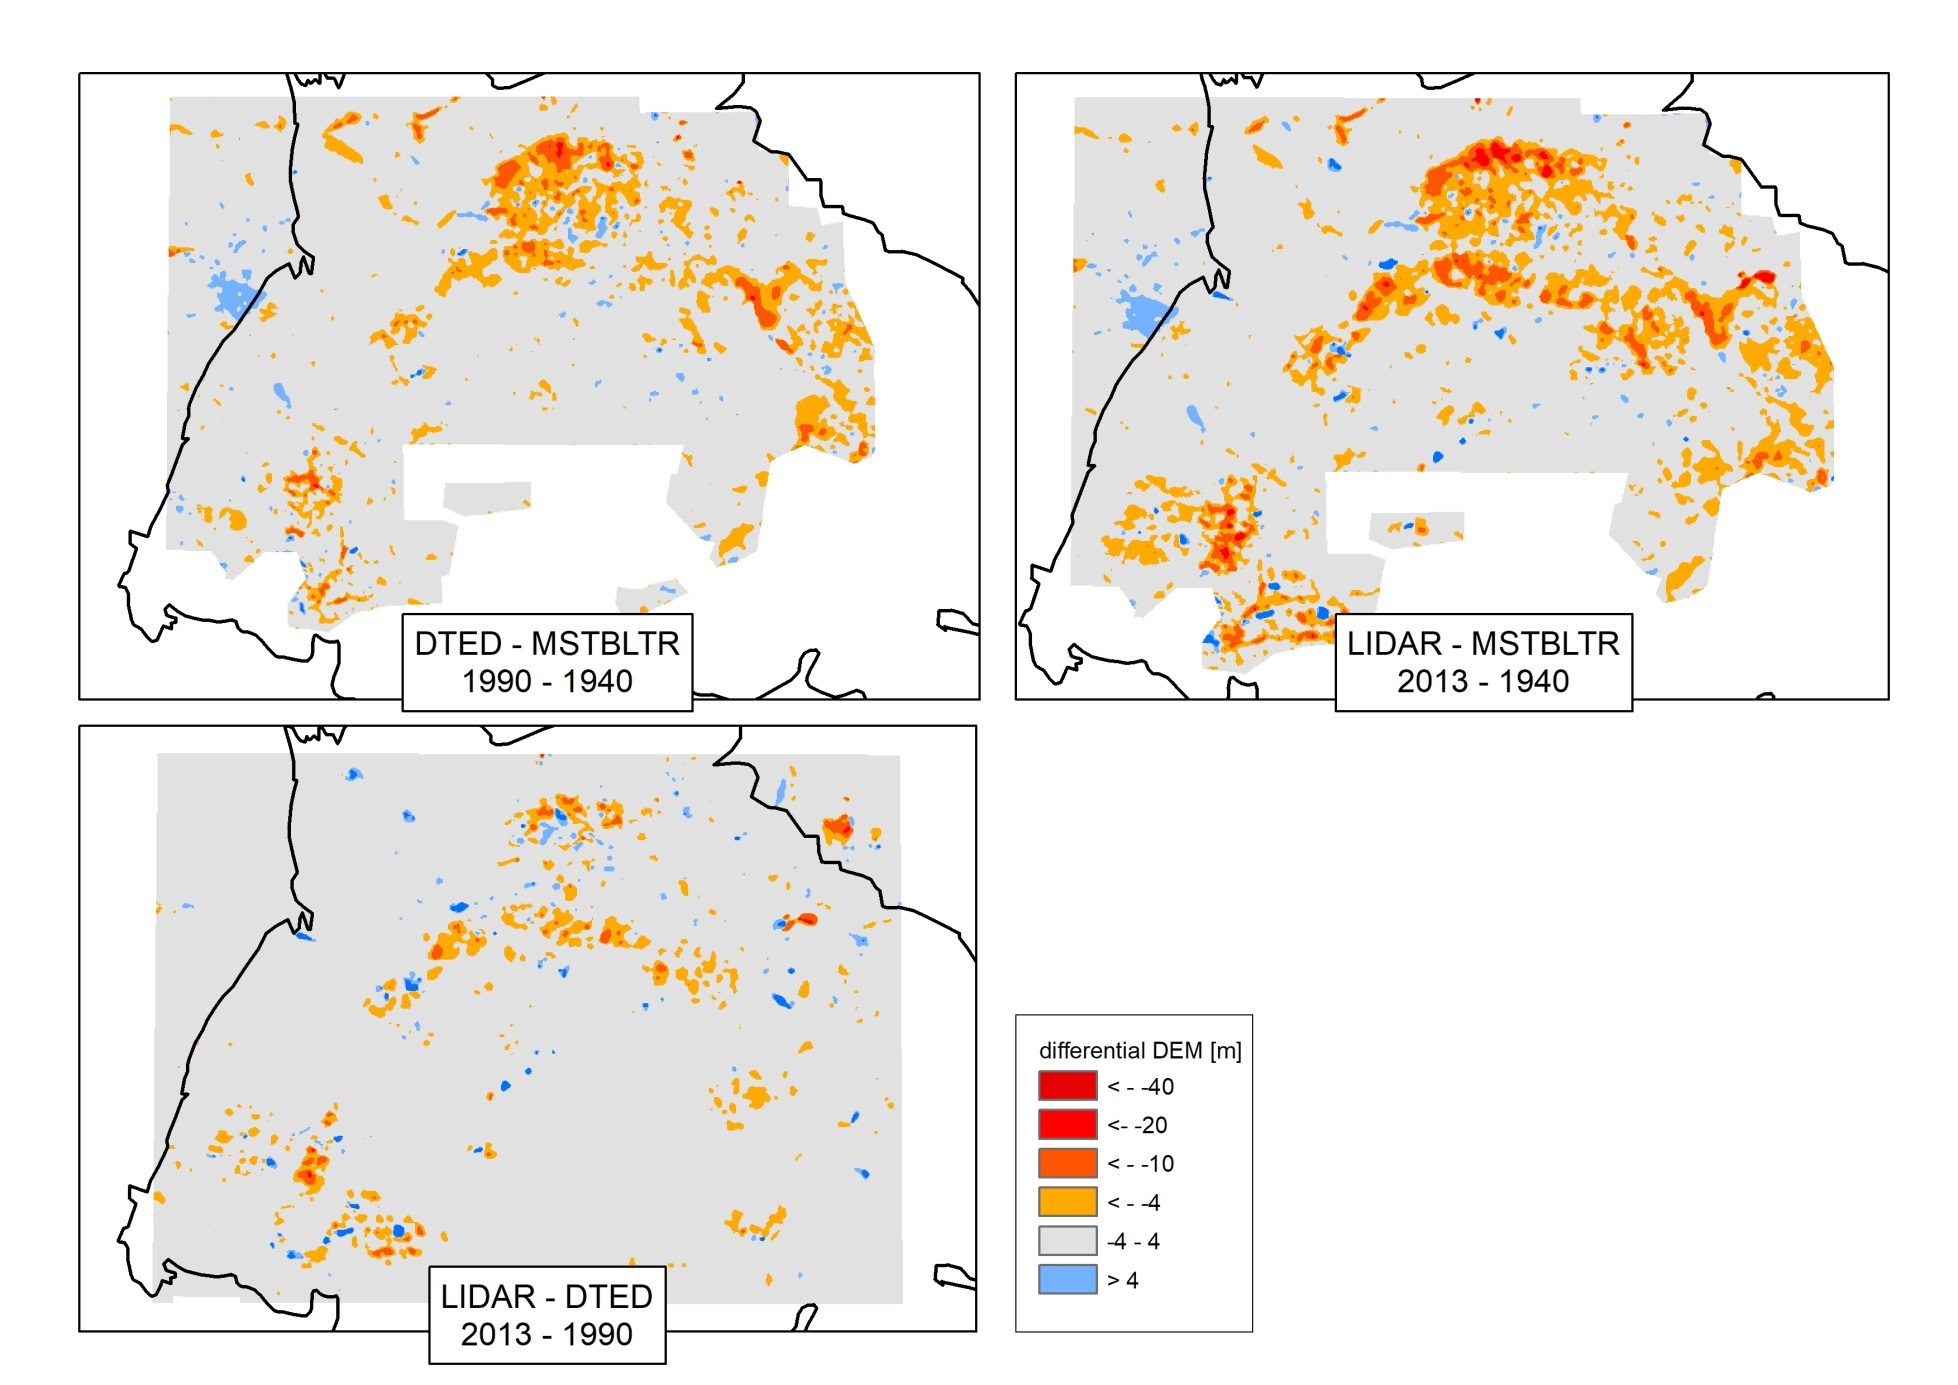 DTED - MSTBLTR
1990 - 1940
LIDAR - MSTBLTR
2013 - 1940
LIDAR - DTED
2013 - 1990
differential DEM [m]
< - -40
<- -20
< - -10
< - -4
-4 - 4
> 4